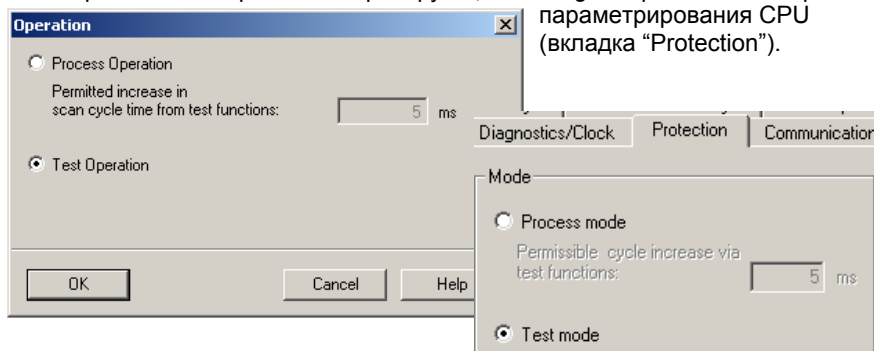 параметрирования CPU
(вкладка “Protection”).
Operation
Process Operation
Permitted increase in
scan cycle time from test functions:
5 ms
Test Operation
OK Cancel Help
Diagnostics/Clock Protection Communication
Mode
Process mode
Permissible cycle increase via
test functions:
5 ms
Test mode